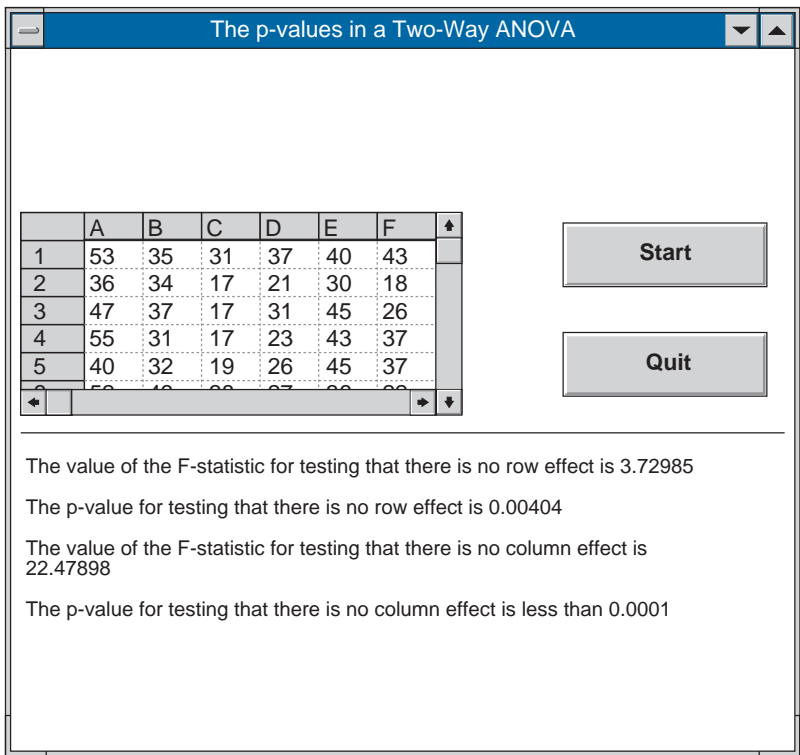 The p-values in a Two-Way ANOVA
A B C D E F
1 53 35 31 37 40 43
2 36 34 17 21 30 18
3 47 37 17 31 45 26
4 55 31 17 23 43 37
5 40 32 19 26 45 37
Start
Quit
The value of the F-statistic for testing that there is no row effect is 3.72985
The p-value for testing that there is no row effect is 0.00404
The value of the F-statistic for testing that there is no column effect is
22.47898
The p-value for testing that there is no column effect is less than 0.0001